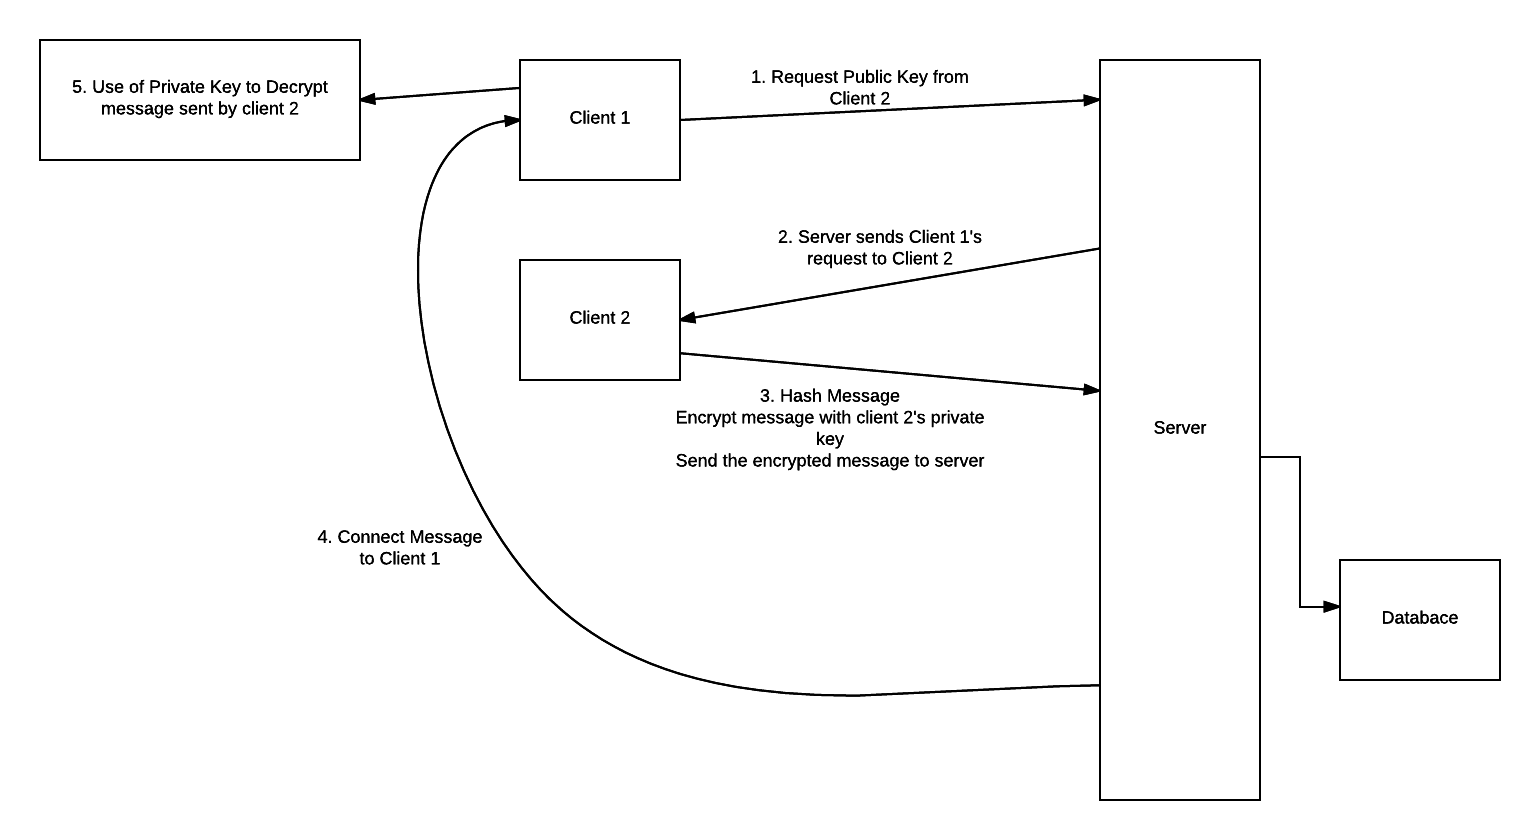 5. Use of Private Key to Decrypt
message sent by client 2
Client 1
1. Request Public Key from
Client 2
2. Server sends Client 1's
request to Client 2
Client 2
3. Hash Message
Encrypt message with client 2's private
key
Send the encrypted message to server
Server
4. Connect Message
to Client 1
Databace